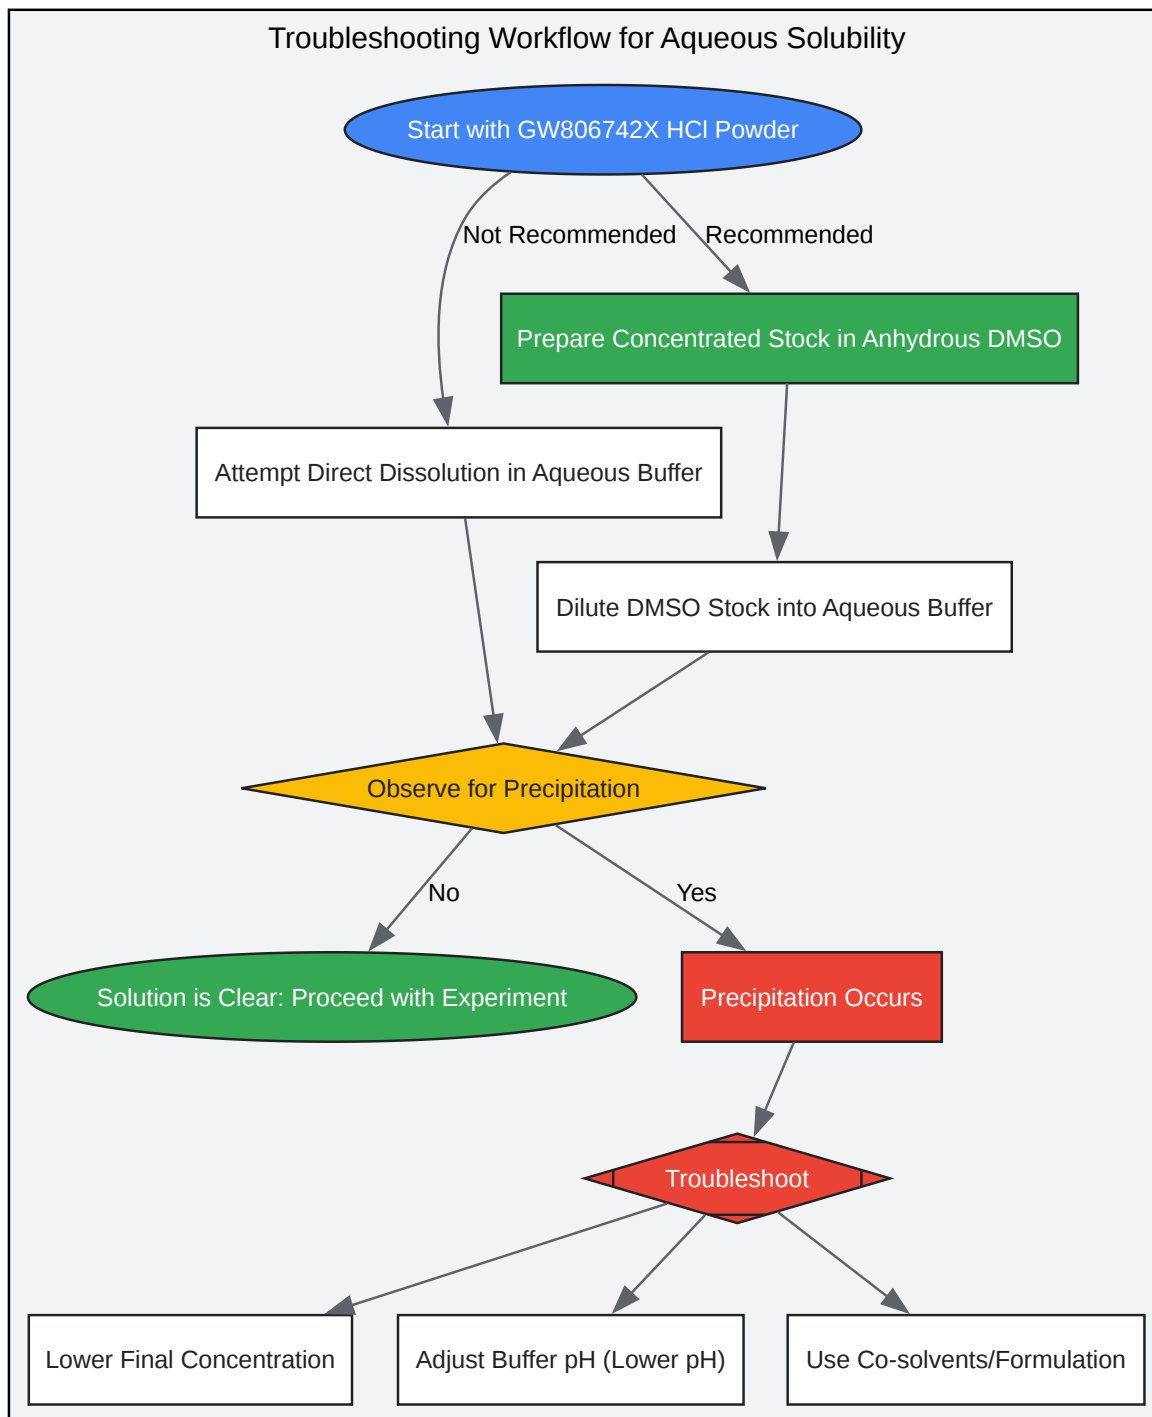 Troubleshooting Workflow for Aqueous Solubility
Start with GW806742X HCl Powder
Not Recommended
Recommended
Prepare Concentrated Stock in Anhydrous DMSO
Attempt Direct Dissolution in Aqueous Buffer
Dilute DMSO Stock into Aqueous Buffer
Observe for Precipitation
No
Yes
Solution is Clear: Proceed with Experiment
Precipitation Occurs
Troubleshoot
Lower Final Concentration
Adjust Buffer pH (Lower pH)
Use Co-solvents/Formulation